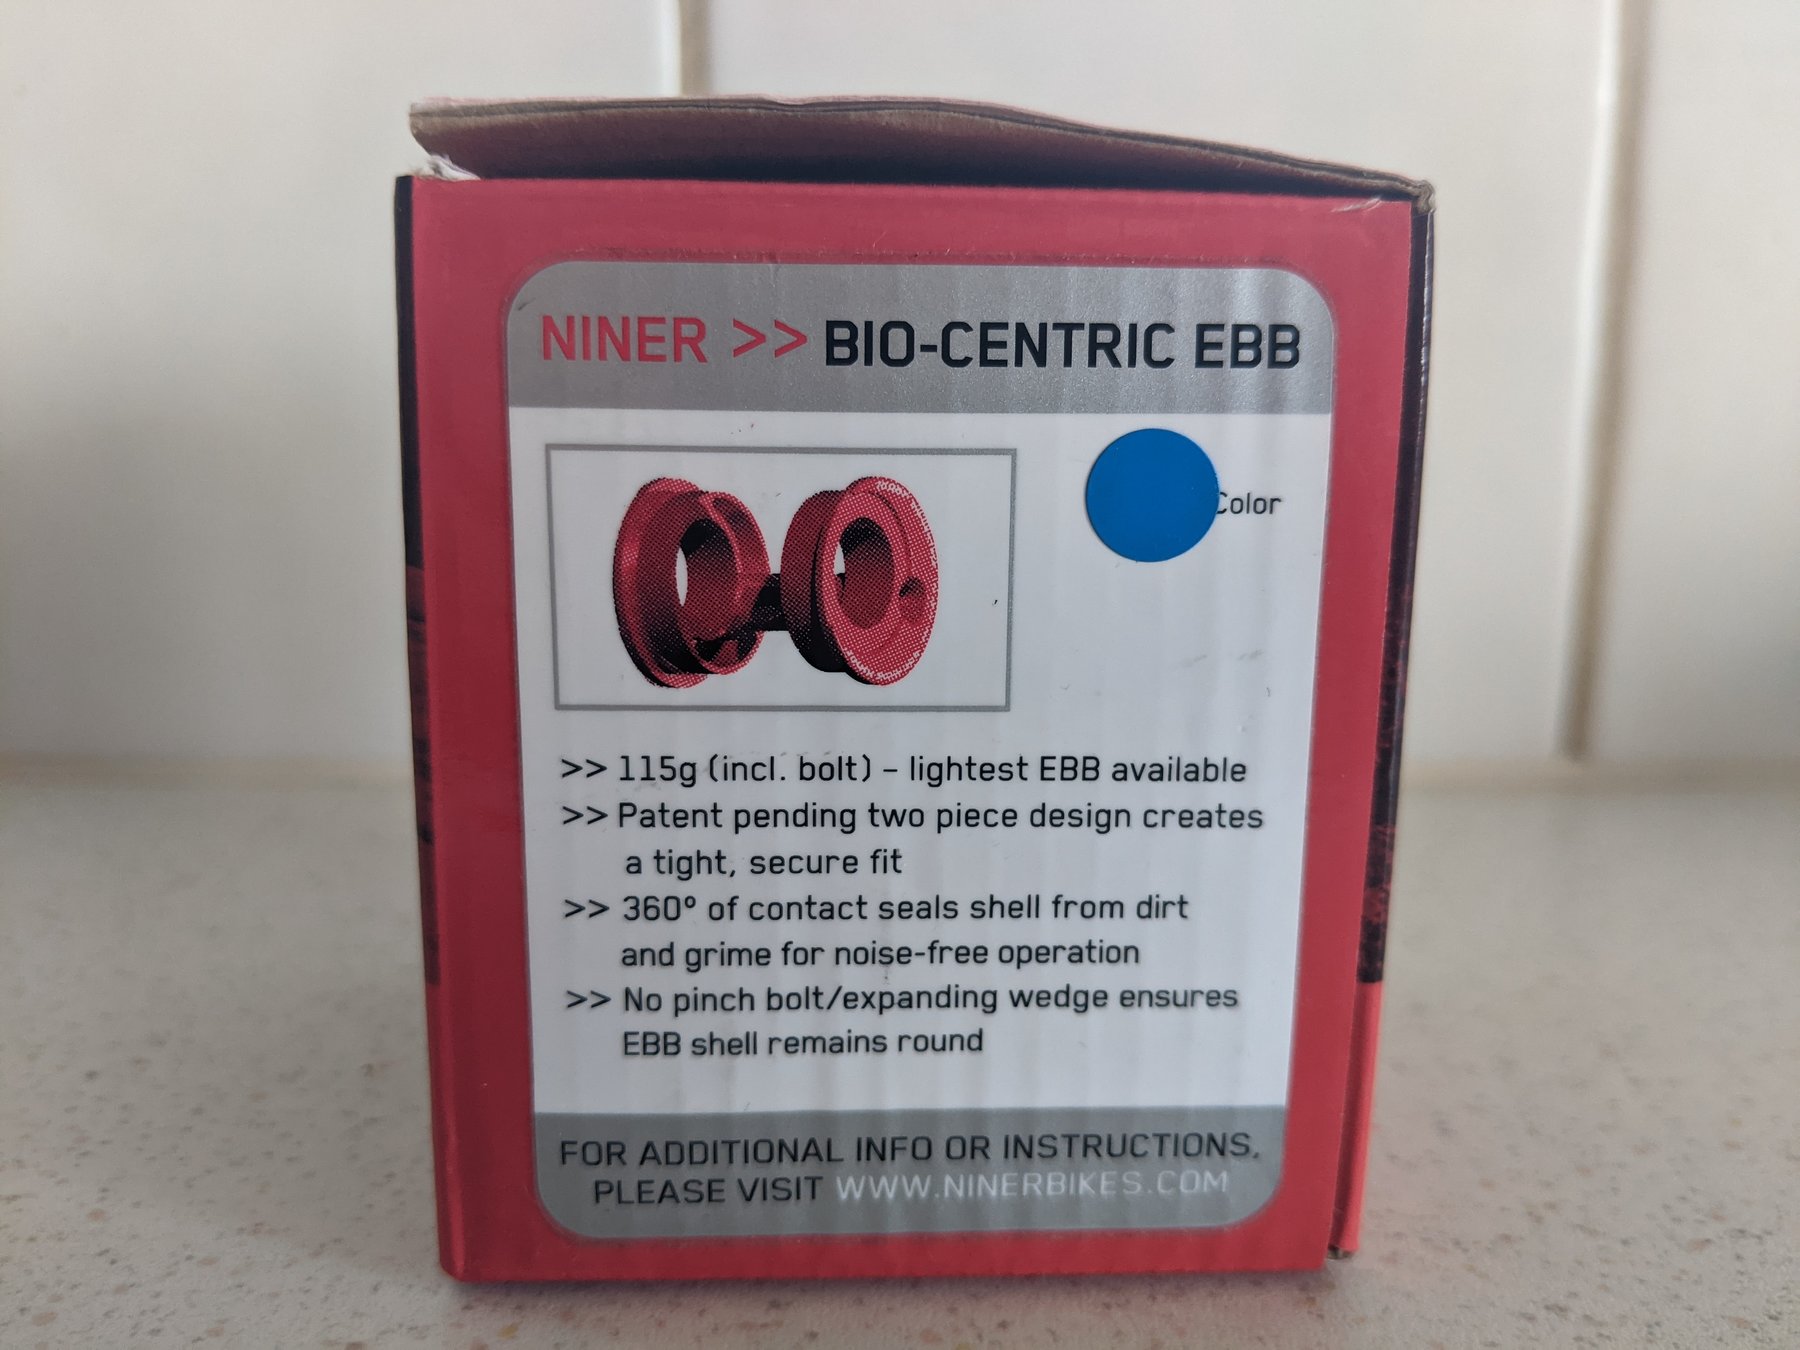 NINER >> BIO-CENTRIC EBB
Color
>> 115g (incl. bolt) – lightest EBB available
>> Patent pending two piece design creates
a tight, secure fit
>> 360° of contact seals shell from dirt
and grime for noise-free operation
>> No pinch bolt/expanding wedge ensures
EBB shell remains round
FOR ADDITIONAL INFO OR INSTRUCTIONS,
PLEASE VISIT WWW.NINERBIKES.COM